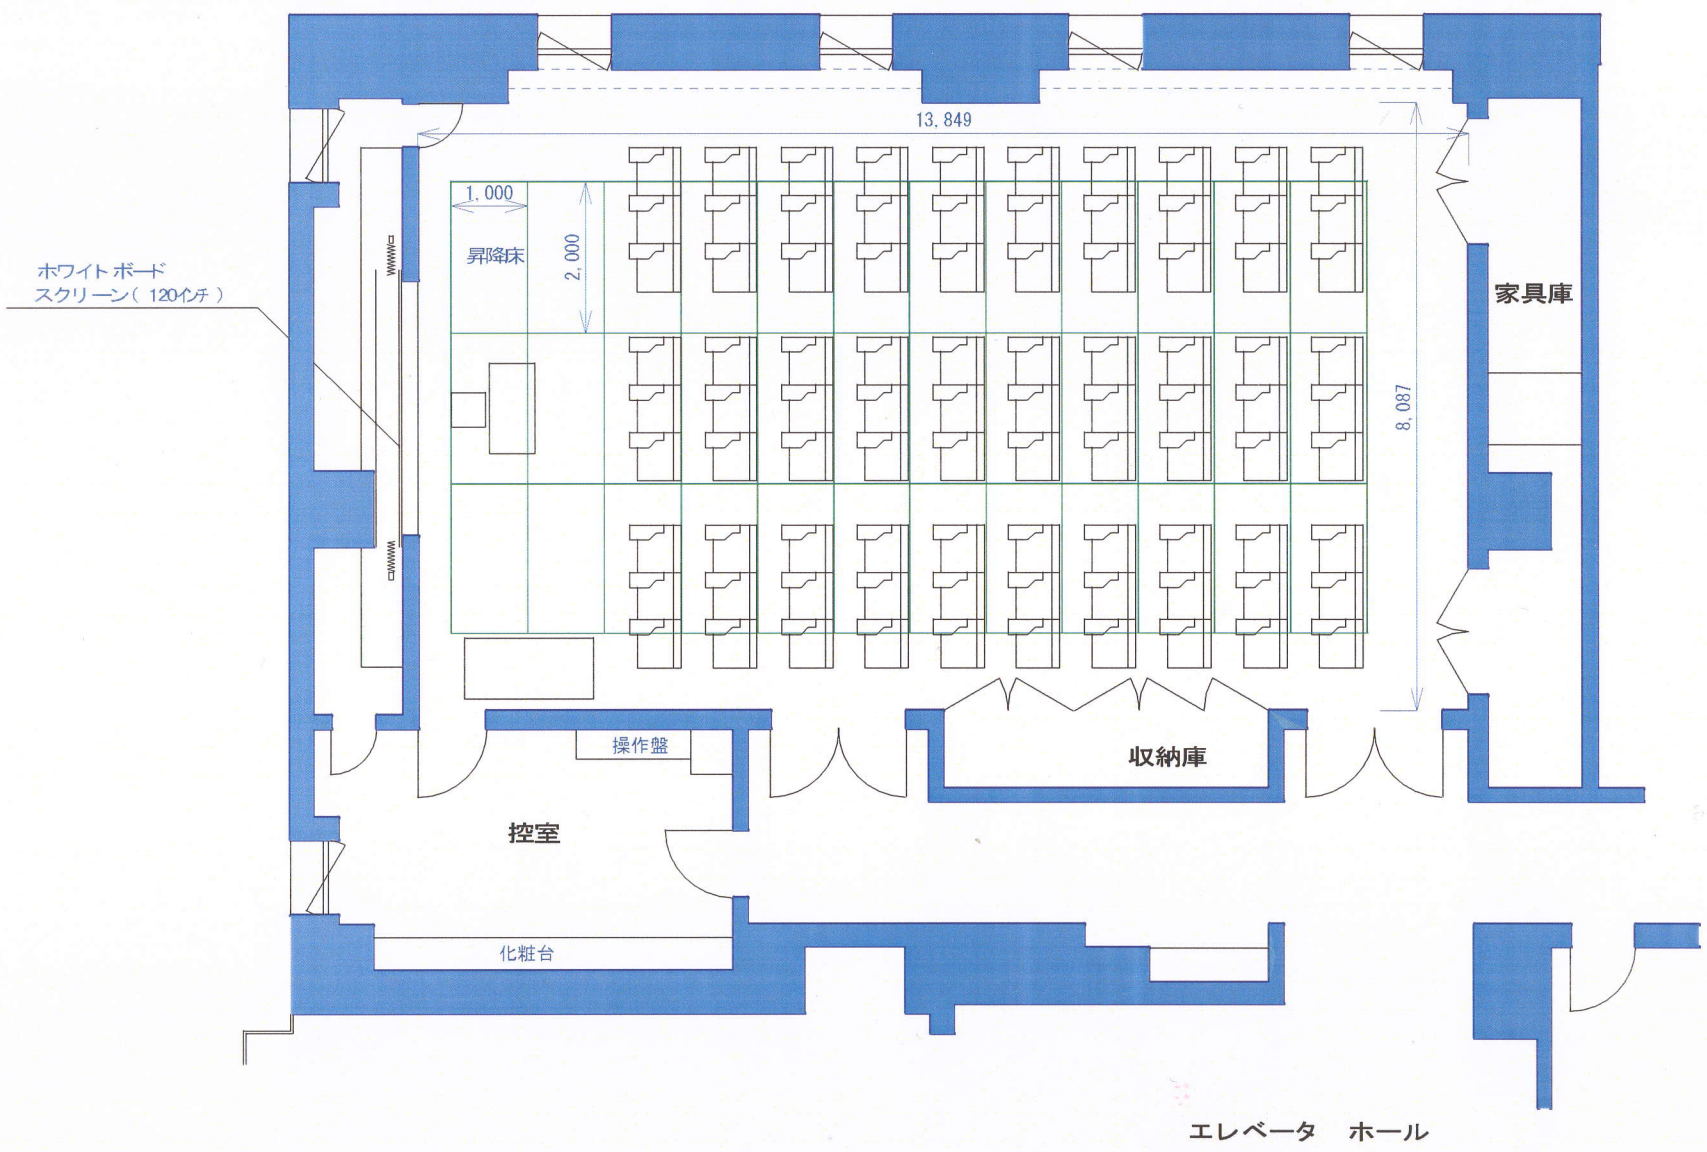 13,849
1,000
昇降床
2,000
ホワイトボード
スクリーン( 120インチ )
家具庫
8,087
操作盤
収納庫
控室
化粧台
エレベータ ホール